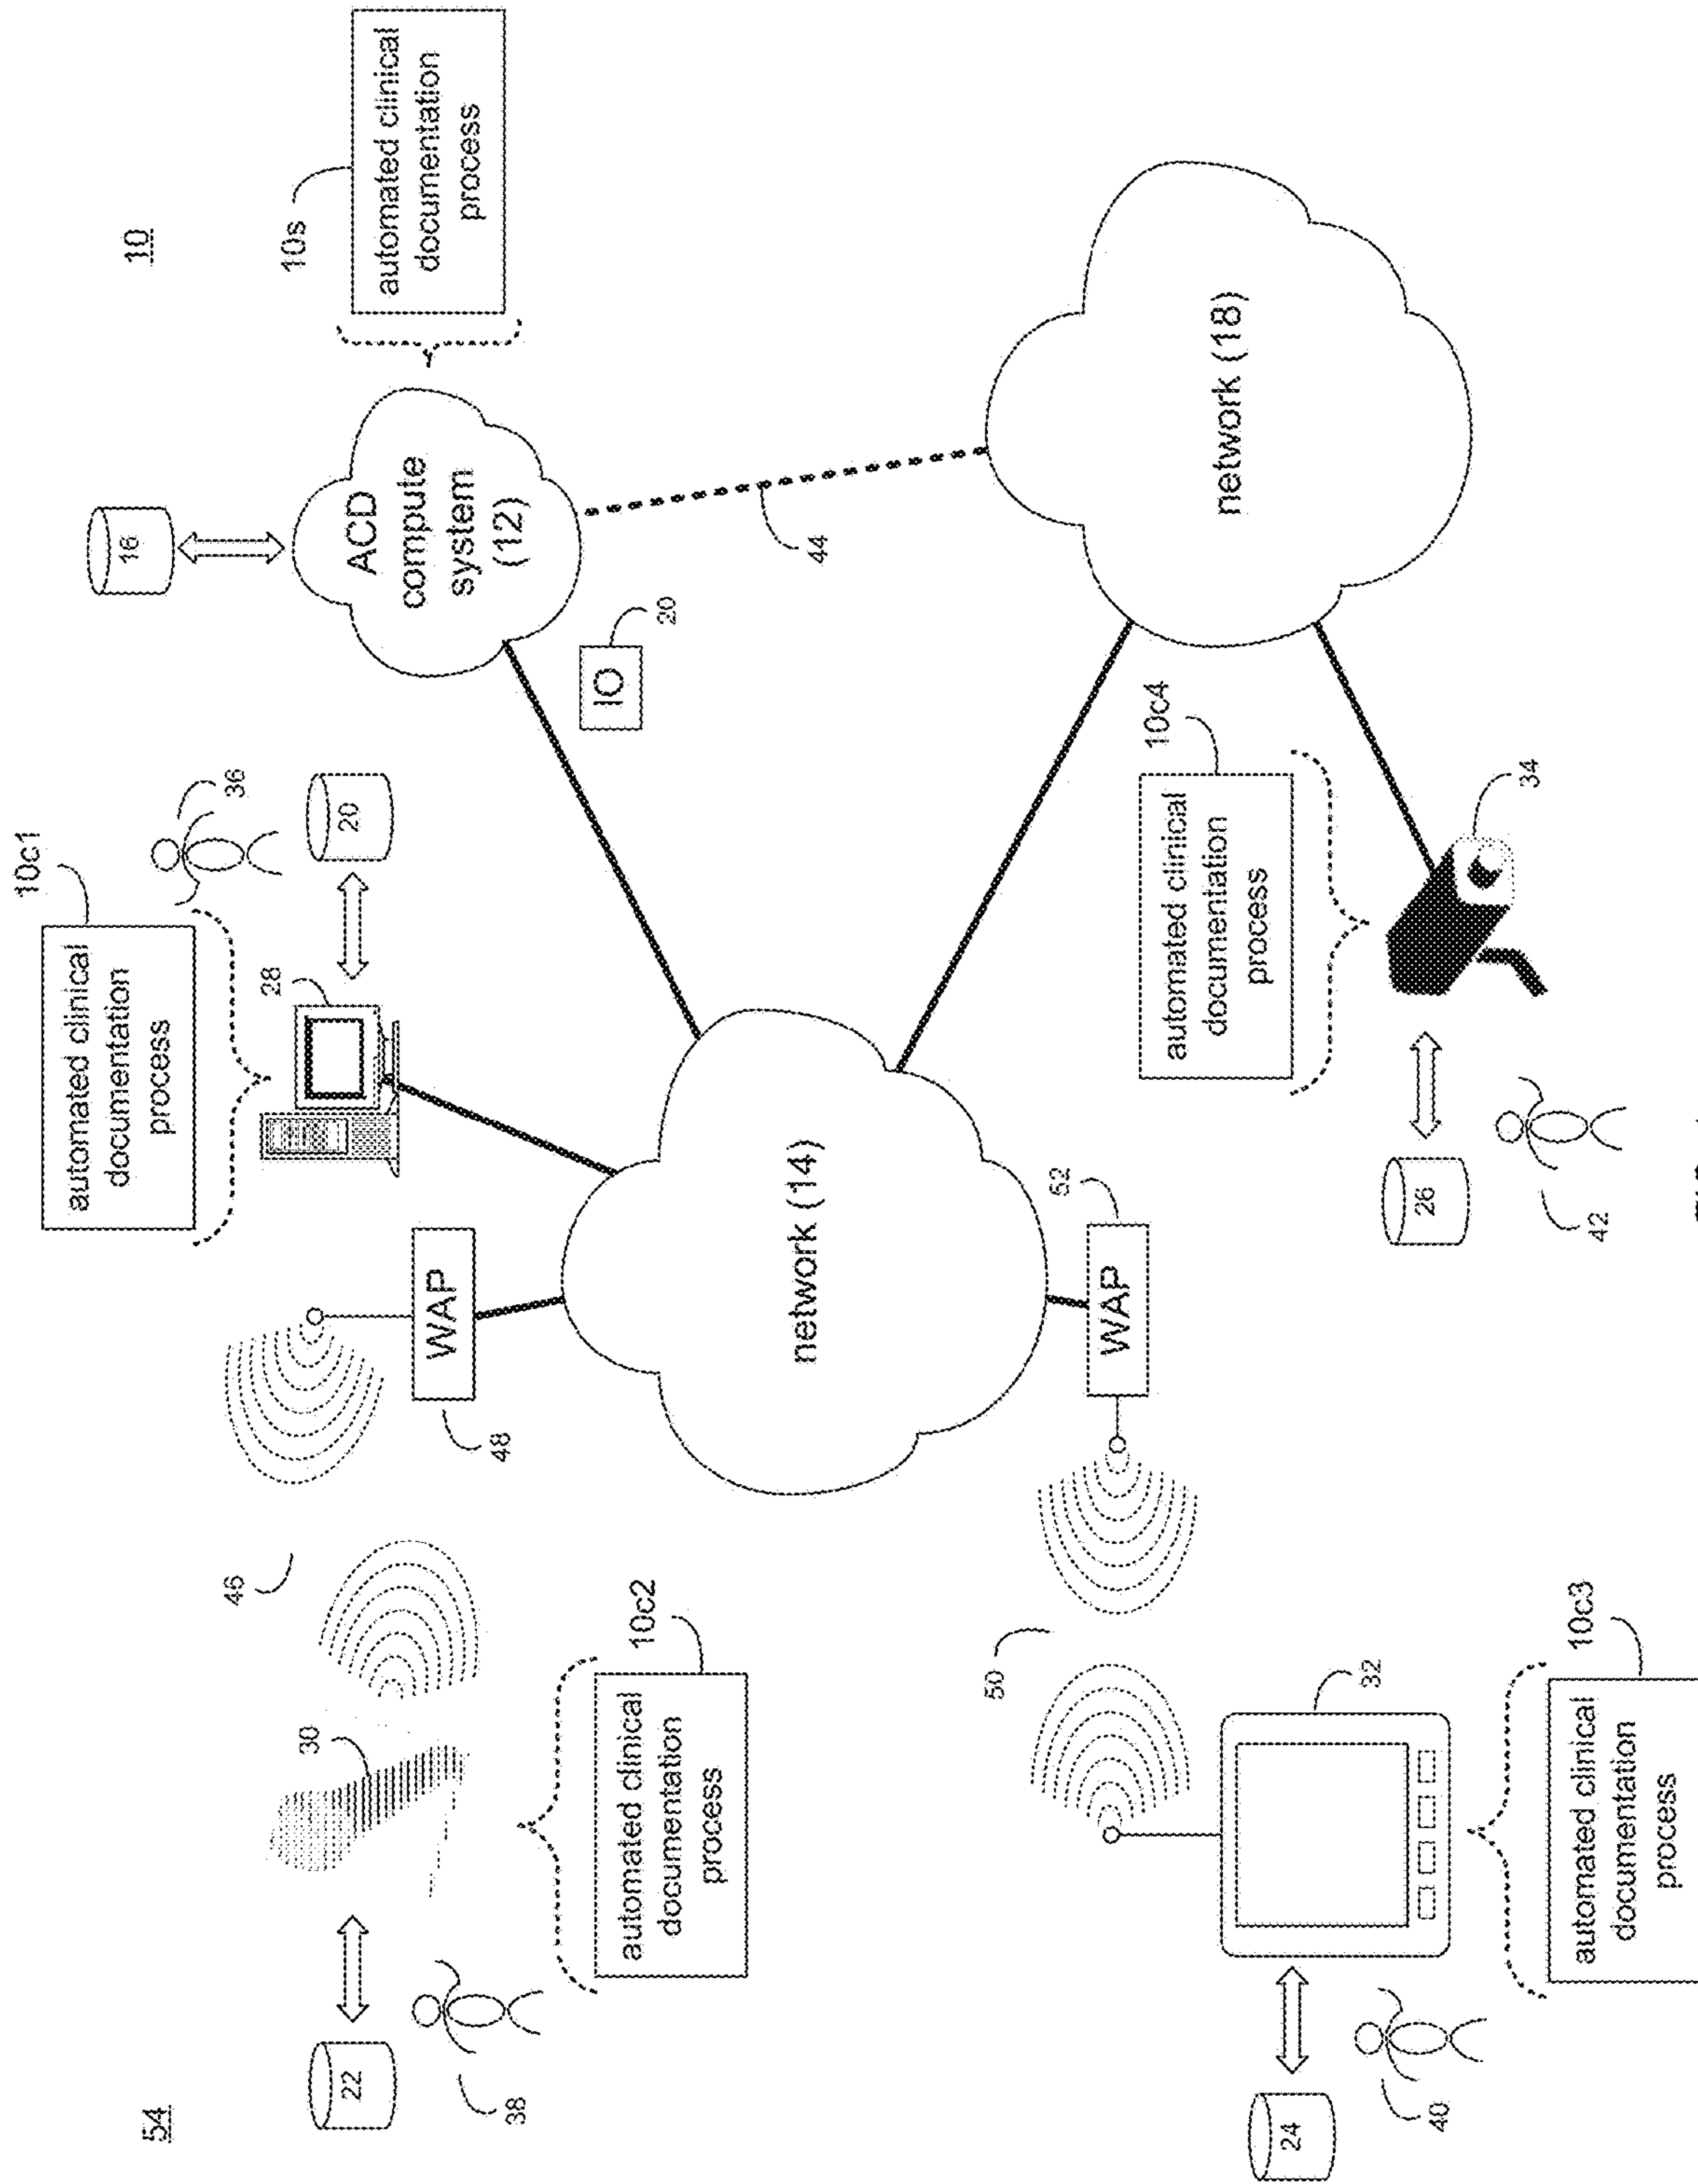 54
10
10c1
automated clinical
documentation
process
16
10s
automated clinical
documentation
process
46
36
28
20
22
30
38
48
WAP
ACD
compute
system
(12)
10c2
automated clinical
documentation
process
IO
20
network (14)
44
50
52
WAP
network (18)
10c4
automated clinical
documentation
process
24
32
40
26
34
42
10c3
automated clinical
documentation
process